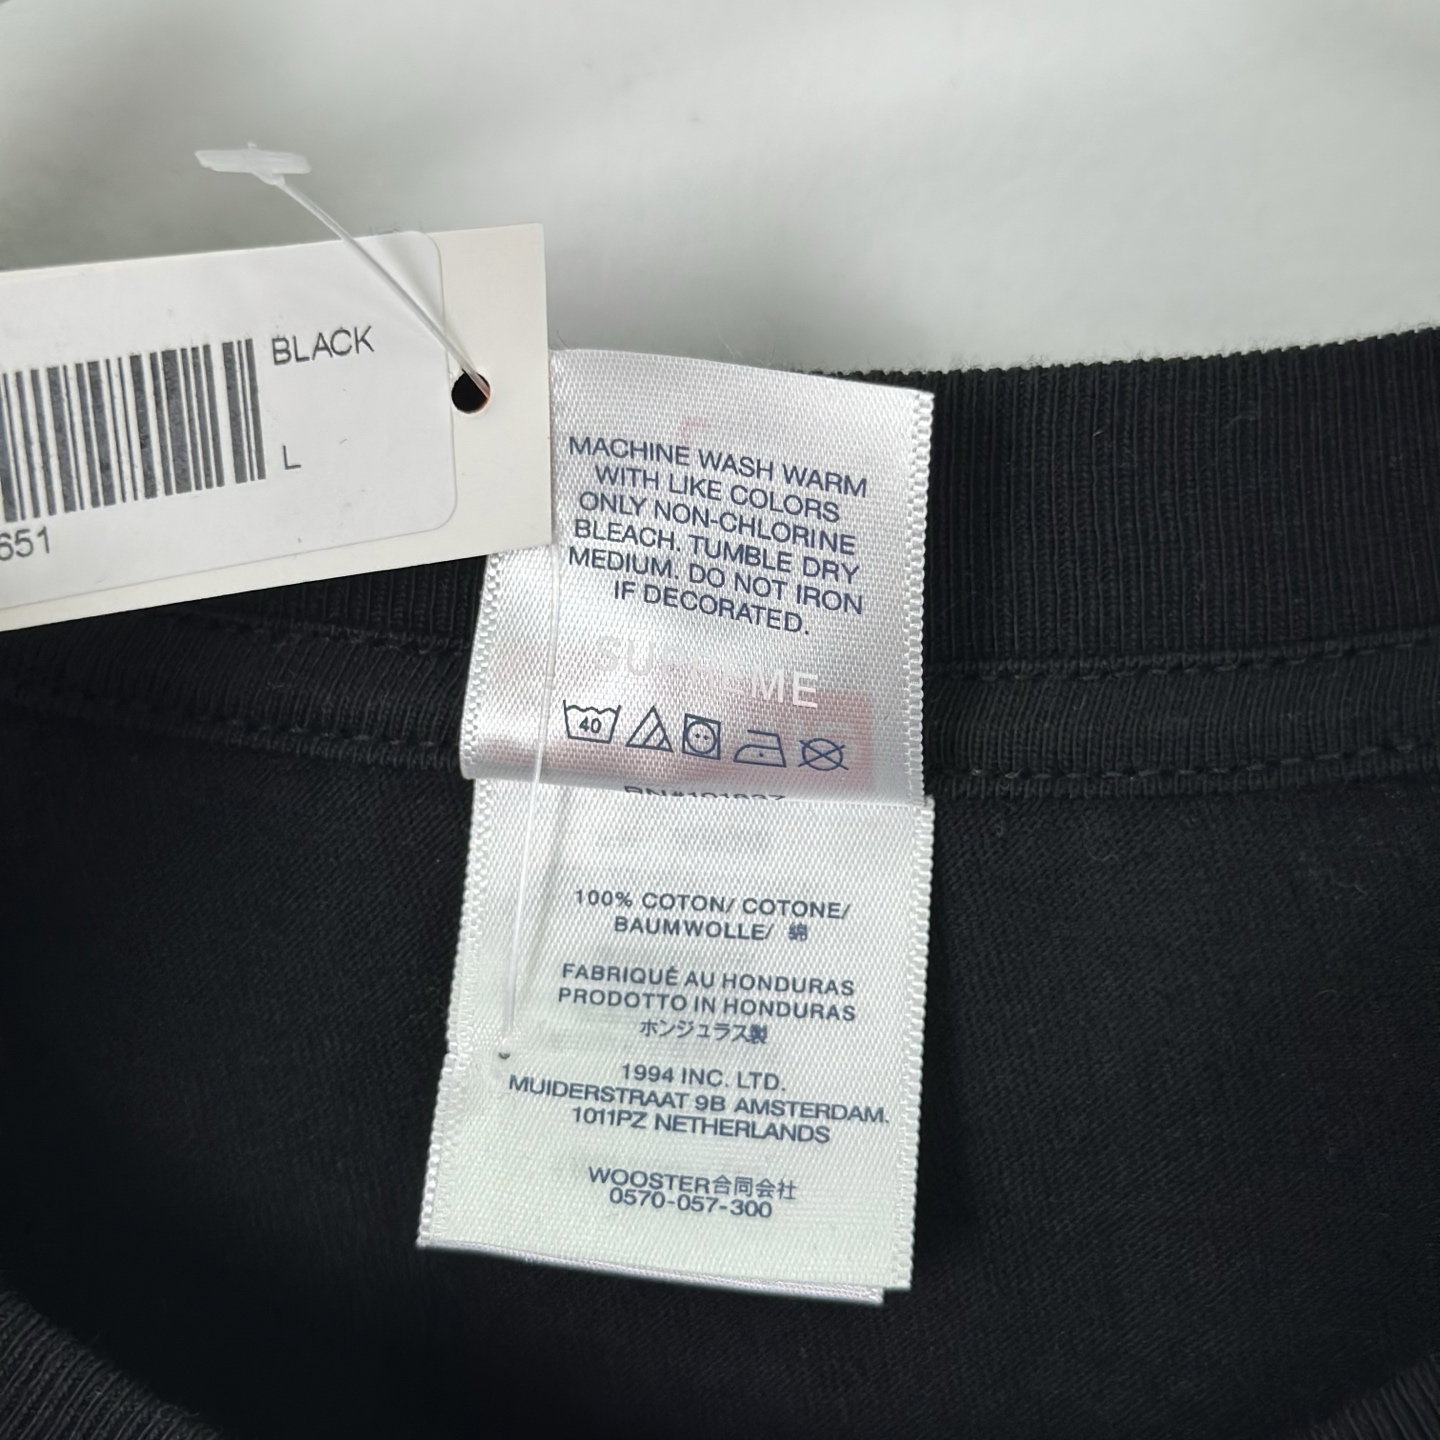 BLACK
L
651
MACHINE WASH WARM
WITH LIKE COLORS
ONLY NON-CHLORINE
BLEACH. TUMBLE DRY
MEDIUM. DO NOT IRON
IF DECORATED.
SUPREME
40
RN#101837
100% COTON/ COTONE/
BAUMWOLLE/ 綿
FABRIQUÉ AU HONDURAS
PRODOTTO IN HONDURAS
ホンジュラス製
1994 INC. LTD.
MUIDERSTRAAT 9B AMSTERDAM.
1011PZ NETHERLANDS
WOOSTER合同会社
0570-057-300